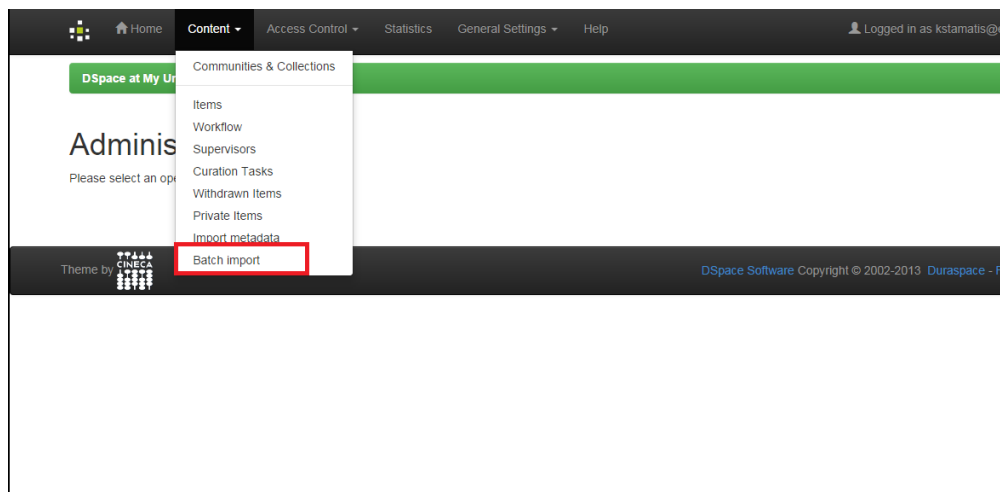 Home Content Access Control Statistics General Settings Help Logged in as kstamatis@
DSpace at My Un
Communities & Collections
Items
Workflow
Supervisors
Curation Tasks
Withdrawn Items
Private Items
Import metadata
Batch import
Adminis
Please select an ope
Theme by CINECA
DSpace Software Copyright © 2002-2013 Duraspace -